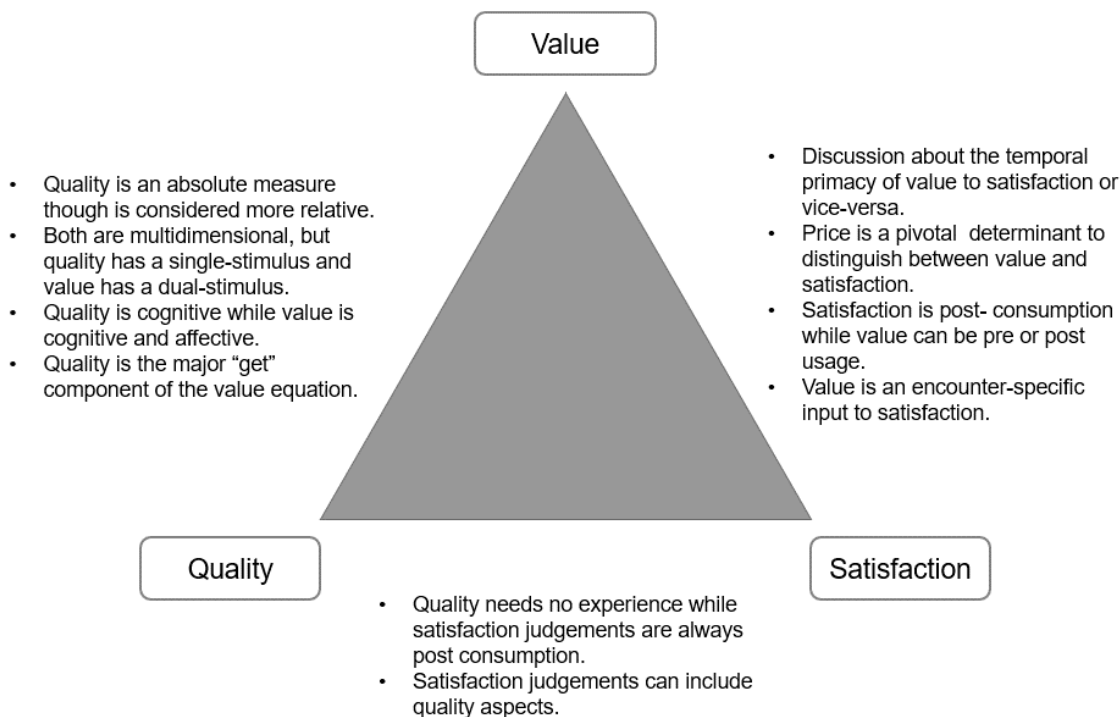 Value
• Quality is an absolute measure
though is considered more relative.
• Both are multidimensional, but
quality has a single-stimulus and
value has a dual-stimulus.
• Quality is cognitive while value is
cognitive and affective.
• Quality is the major “get”
component of the value equation.
• Discussion about the temporal
primacy of value to satisfaction or
vice-versa.
• Price is a pivotal determinant to
distinguish between value and
satisfaction.
• Satisfaction is post- consumption
while value can be pre or post
usage.
• Value is an encounter-specific
input to satisfaction.
Quality
Satisfaction
• Quality needs no experience while
satisfaction judgements are always
post consumption.
• Satisfaction judgements can include
quality aspects.